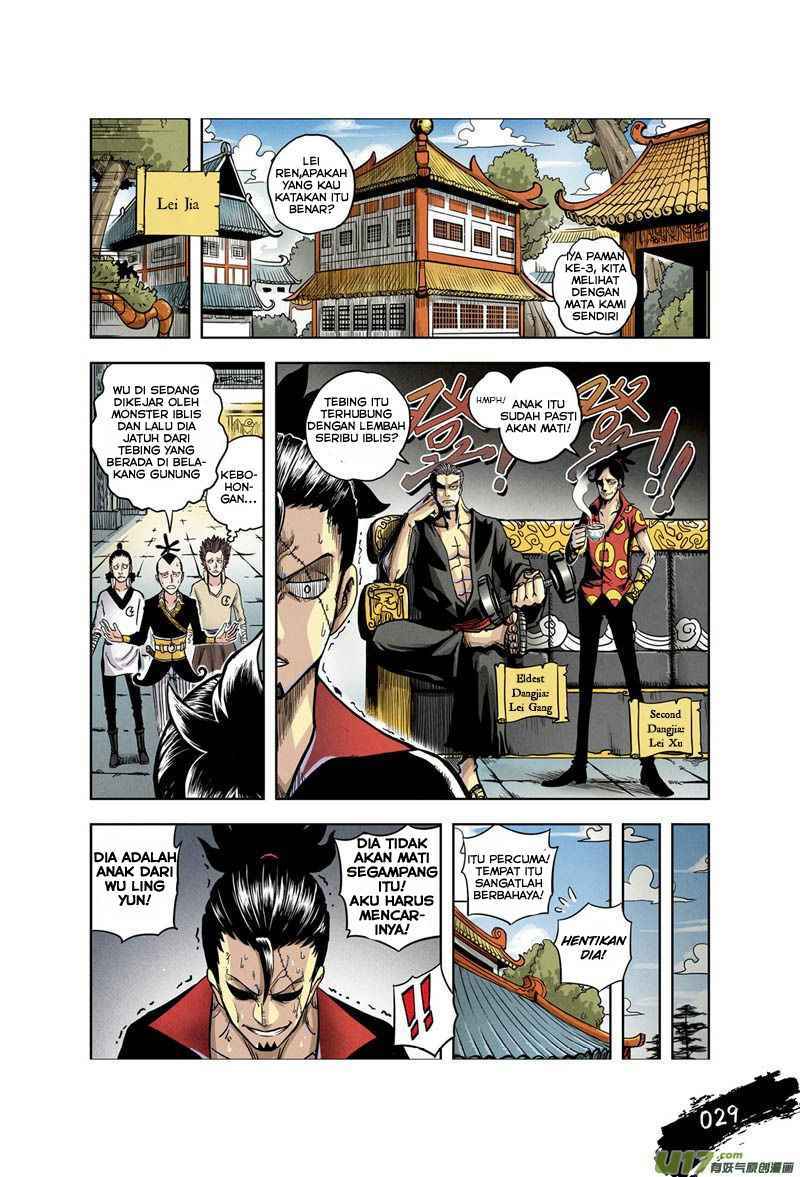 Lei Jia
LEI
REN,APAKAH
YANG KAU
KATAKAN ITU
BENAR?
IYA PAMAN
KE-3, KITA
MELIHAT
DENGAN
MATA KAMI
SENDIRI
WU DI SEDANG
DIKEJAR OLEH
MONSTER IBLIS
DAN LALU DIA
JATUH DARI
TEBING YANG
BERADA DI BELA-
KANG GUNUNG
KEBO-
HON-
GAN...
TEBING ITU
TERHUBUNG
DENGAN LEMBAH
SERIBU IBLIS?
HMPH!
ANAK ITU
SUDAH PASTI
AKAN MATI!
Eldest
Dangjia:
Lei Gang
Second
Dangjia:
Lei Xu
DIA ADALAH
ANAK DARI
WU LING
YUN!
DIA TIDAK
AKAN MATI
SEGAMPANG
ITU!
AKU HARUS
MENCAR-
INYA!
!!
ITU PERCUMA!
TEMPAT ITU
SANGATLAH
BERBAHAYA!
HENTIKAN
DIA!
029
U17.com
有妖气原创漫画